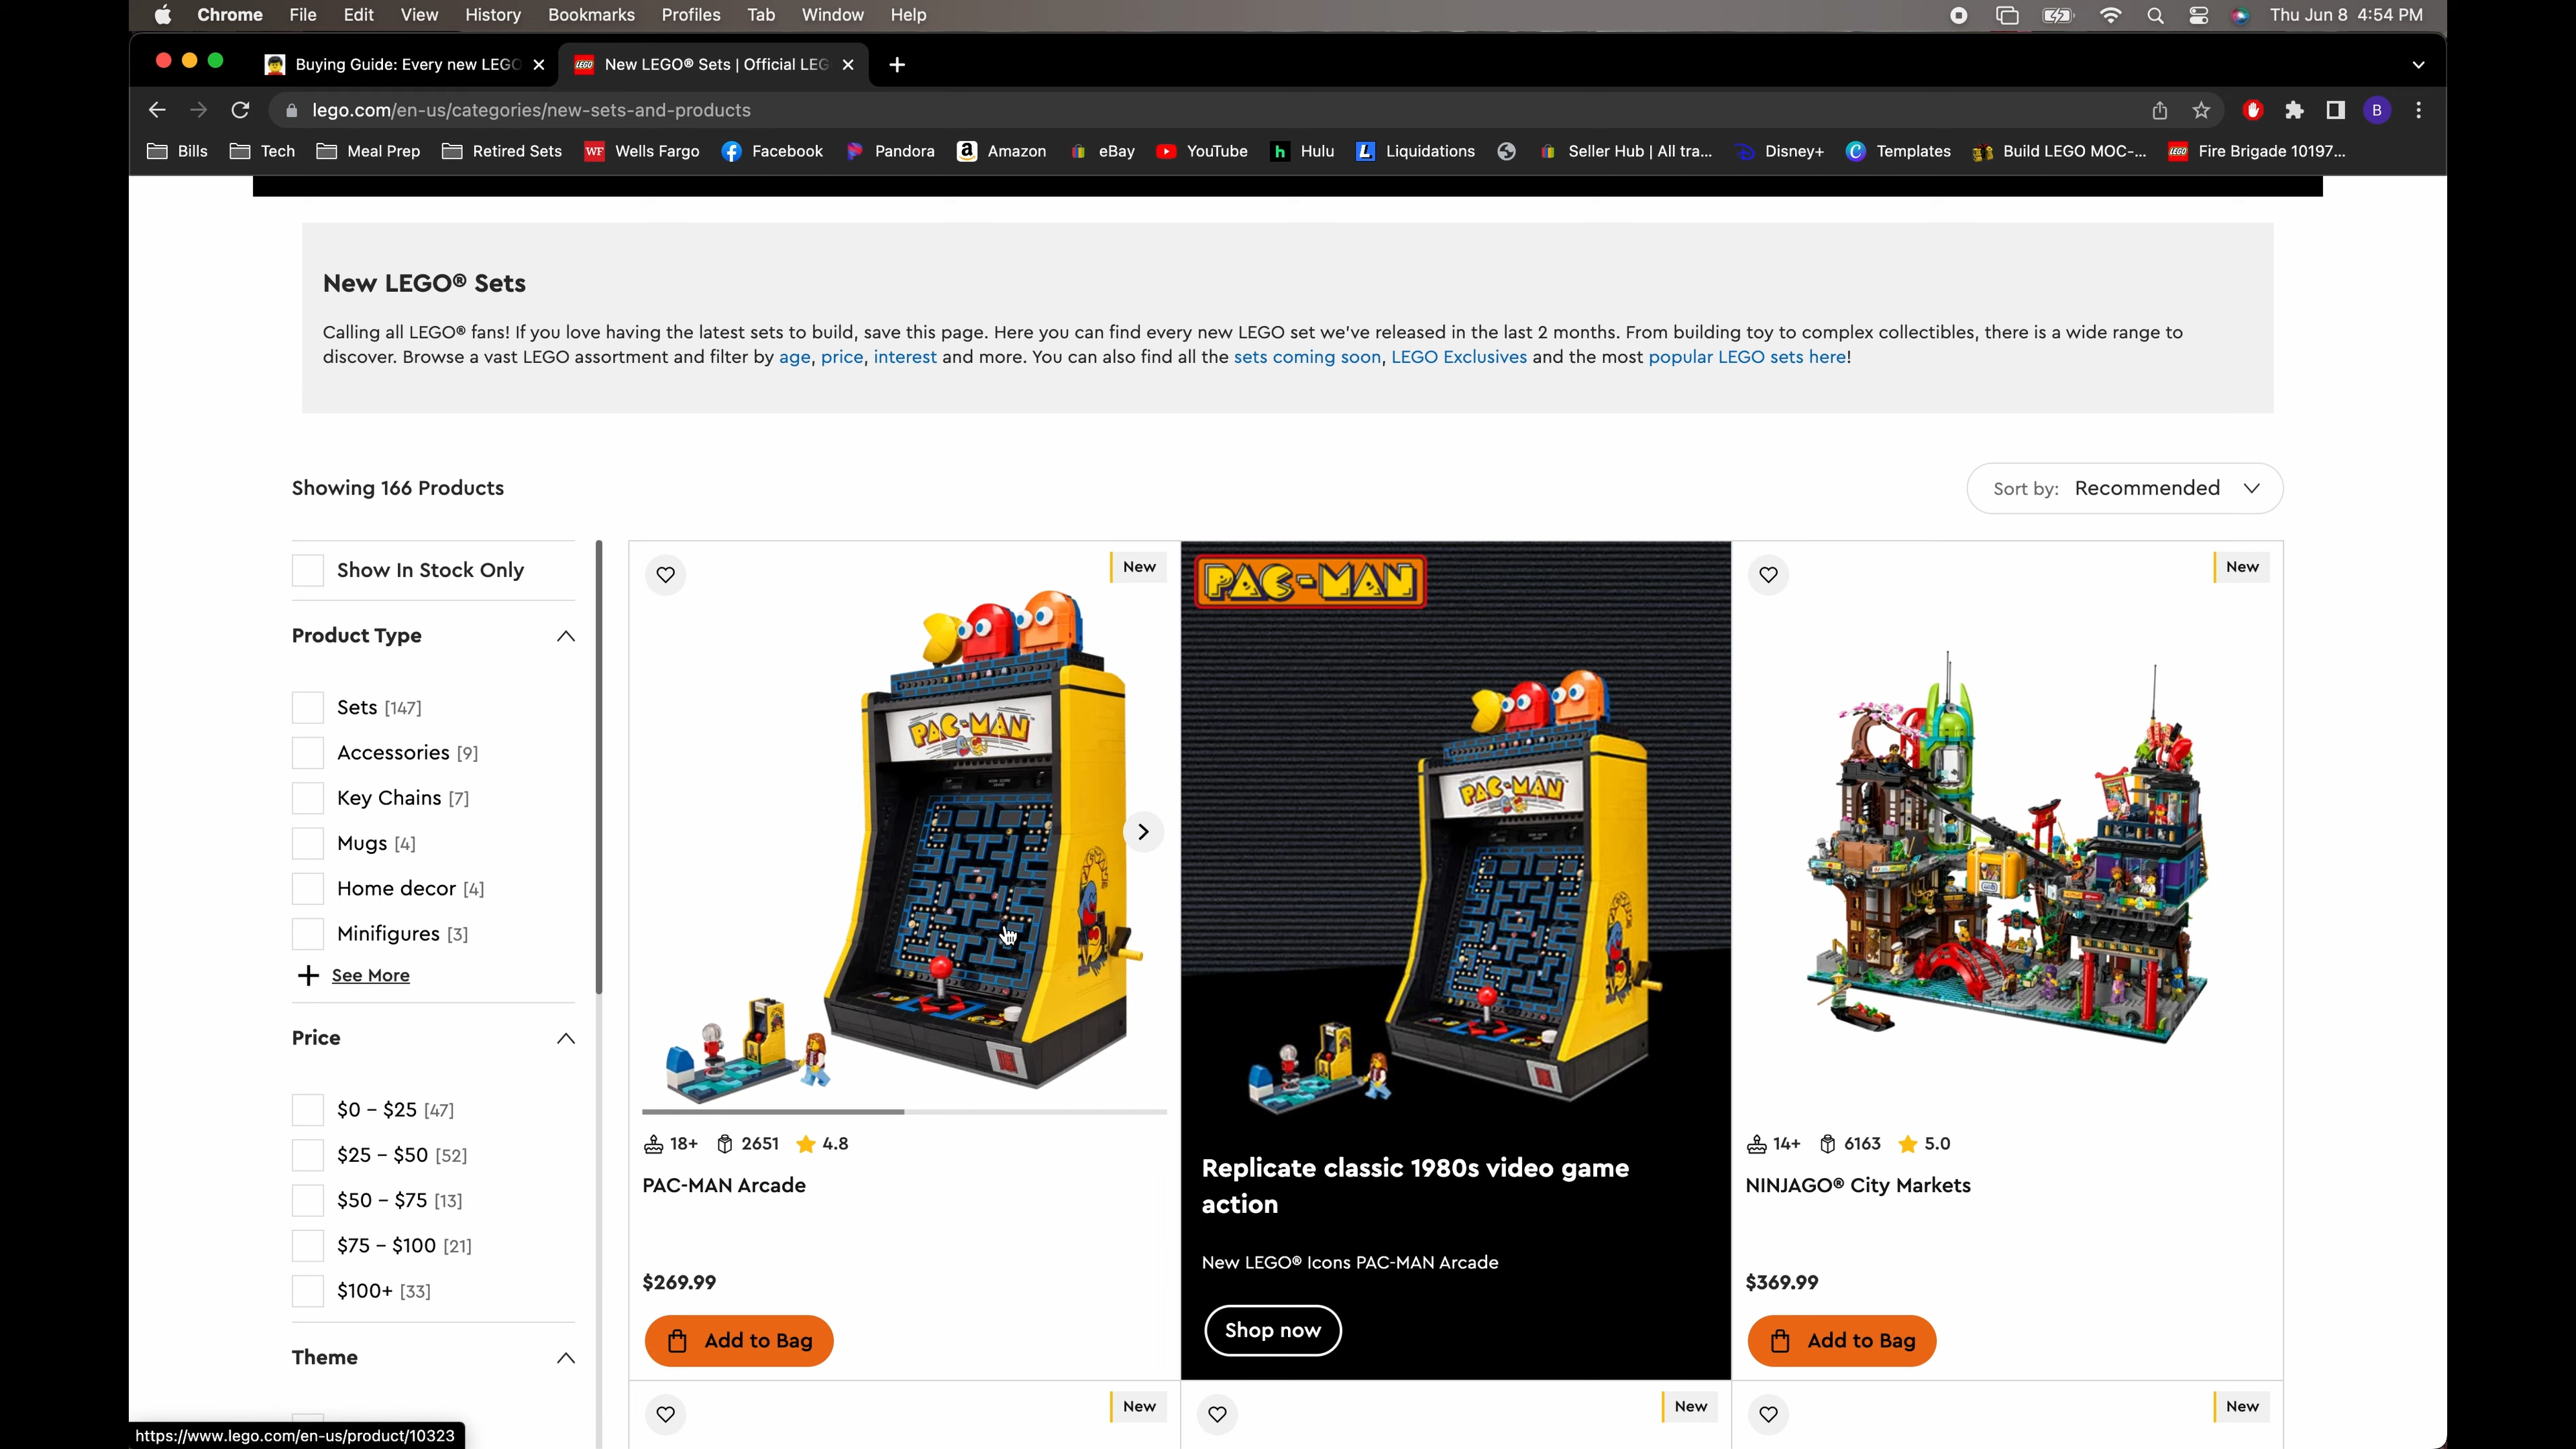 Chrome File Edit View History Bookmarks Profiles Tab Window Help Thu Jun 8 4:54 PM
Buying Guide: Every new LEGO New LEGO® Sets | Official LEG
lego.com/en-us/categories/new-sets-and-products B
Bills Tech Meal Prep Retired Sets WF Wells Fargo Facebook Pandora Amazon eBay YouTube h Hulu L Liquidations Seller Hub | All tra... Disney+ C Templates Build LEGO MOC-... LEGO Fire Brigade 10197...
New LEGO® Sets
Calling all LEGO® fans! If you love having the latest sets to build, save this page. Here you can find every new LEGO set we've released in the last 2 months. From building toy to complex collectibles, there is a wide range to
discover. Browse a vast LEGO assortment and filter by age, price, interest and more. You can also find all the sets coming soon, LEGO Exclusives and the most popular LEGO sets here!
Showing 166 Products
Sort by: Recommended
Show In Stock Only
Product Type
Sets [147]
Accessories [9]
Key Chains [7]
Mugs [4]
Home decor [4]
Minifigures [3]
See More
Price
$0 – $25 [47]
$25 – $50 [52]
$50 – $75 [13]
$75 – $100 [21]
$100+ [33]
Theme
New
PAC-MAN
18+ 2651 4.8
PAC-MAN Arcade
$269.99
Add to Bag
PAC-MAN
PAC-MAN
Replicate classic 1980s video game
action
New LEGO® Icons PAC-MAN Arcade
Shop now
New
14+ 6163 5.0
NINJAGO® City Markets
$369.99
Add to Bag
New
New
New
https://www.lego.com/en-us/product/10323